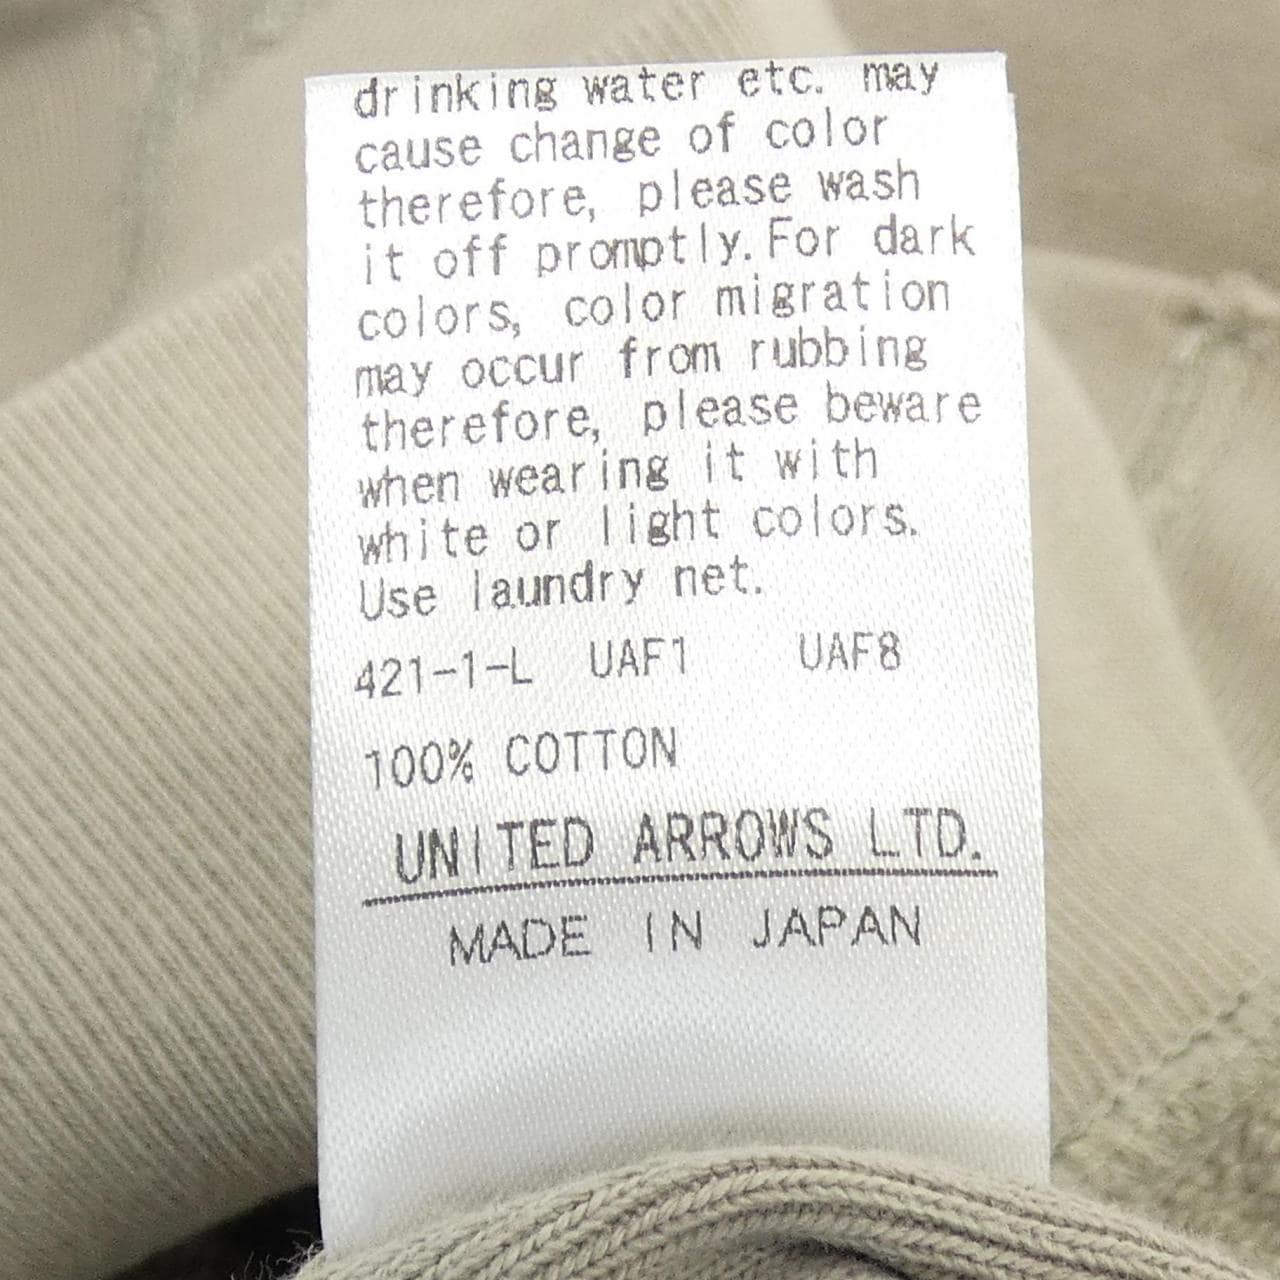 drinking water etc. may
cause change of color
therefore, please wash
it off promptly. For dark
colors, color migration
may occur from rubbing
therefore, please beware
when wearing it with
white or light colors.
Use laundry net.
421-1-L UAF1 UAF8
100% COTTON
UNITED ARROWS LTD.
MADE IN JAPAN